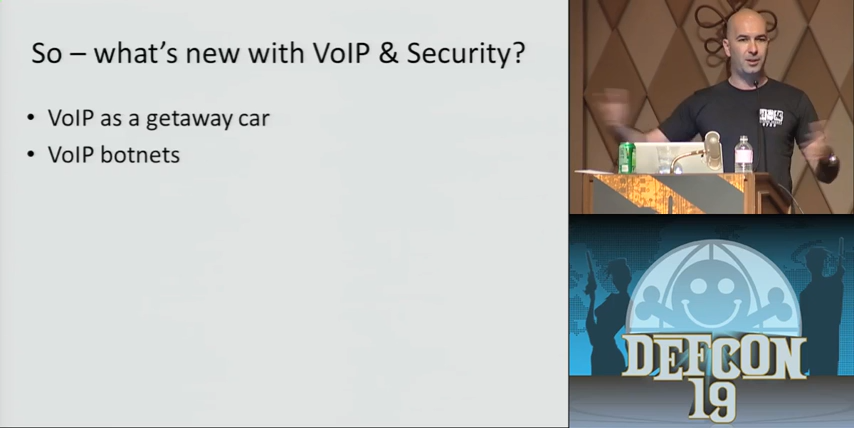 So – what's new with VoIP & Security?
• VoIP as a getaway car
• VoIP botnets
DEFCON
19